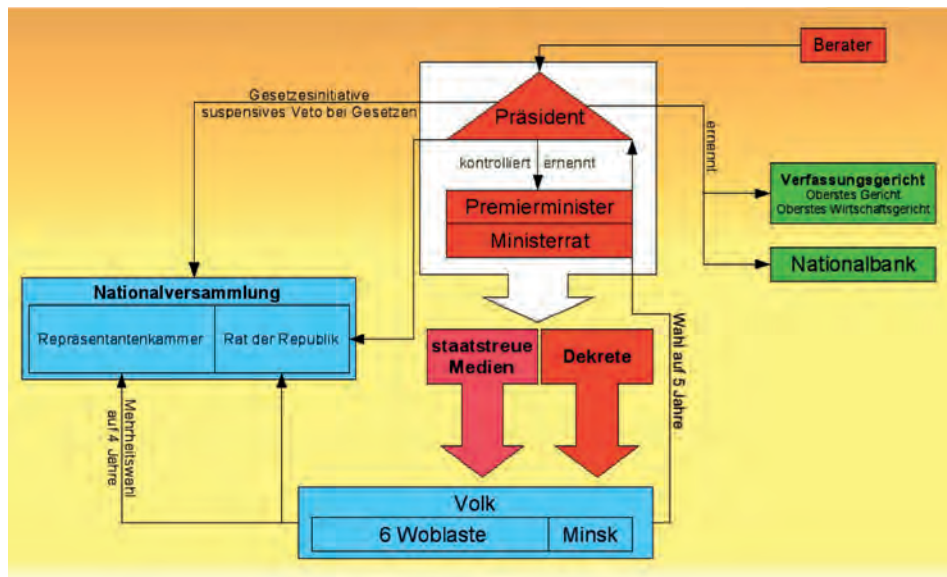 Berater
Gesetzesinitiative
suspensives Veto bei Gesetzen
Präsident
ernennt
kontrolliert ernennt
Verfassungsgericht
Oberstes Gericht
Oberstes Wirtschaftsgericht
Premierminister
Ministerrat
Nationalbank
Nationalversammlung
Repräsentantenkammer
Rat der Republik
staatstreue
Medien
Dekrete
Wahl auf 5 Jahre
Mehrheitswahl
auf 4 Jahre
Volk
6 Woblaste
Minsk